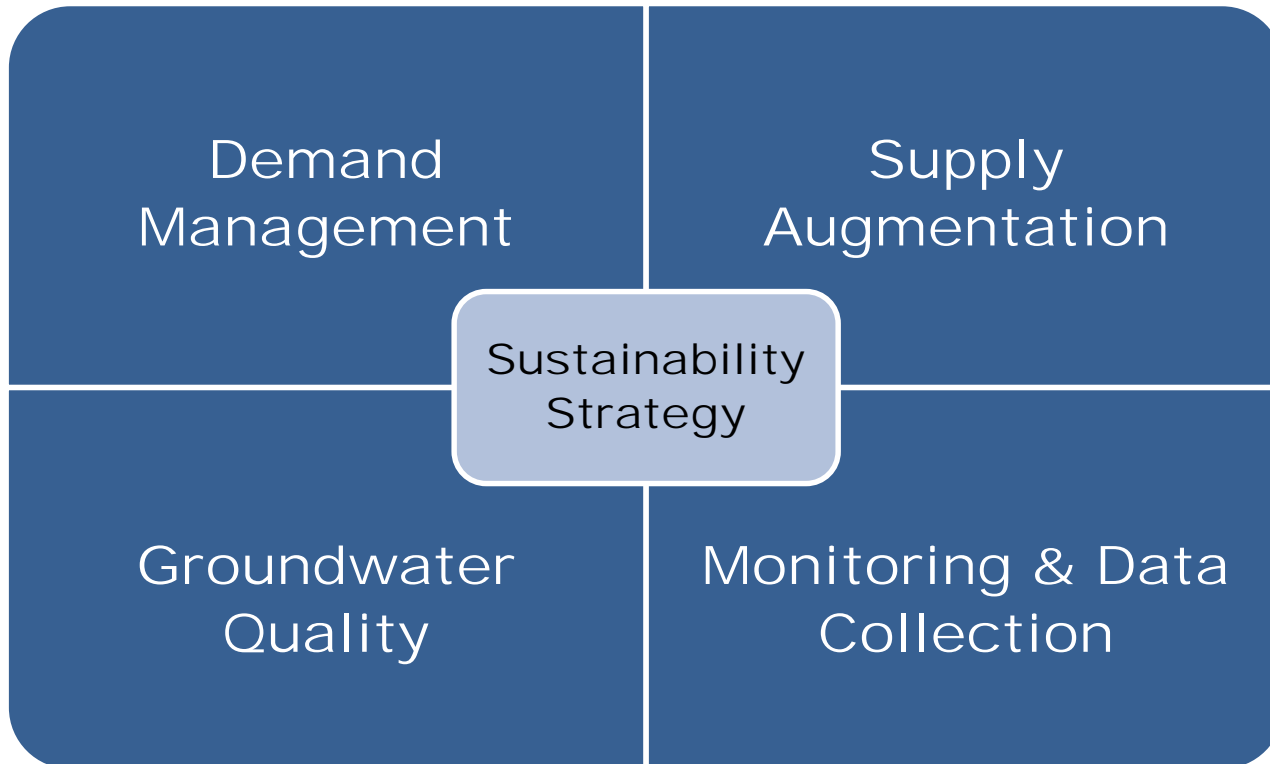 Demand
Management
Supply
Augmentation
Sustainability
Strategy
Groundwater
Quality
Monitoring & Data
Collection